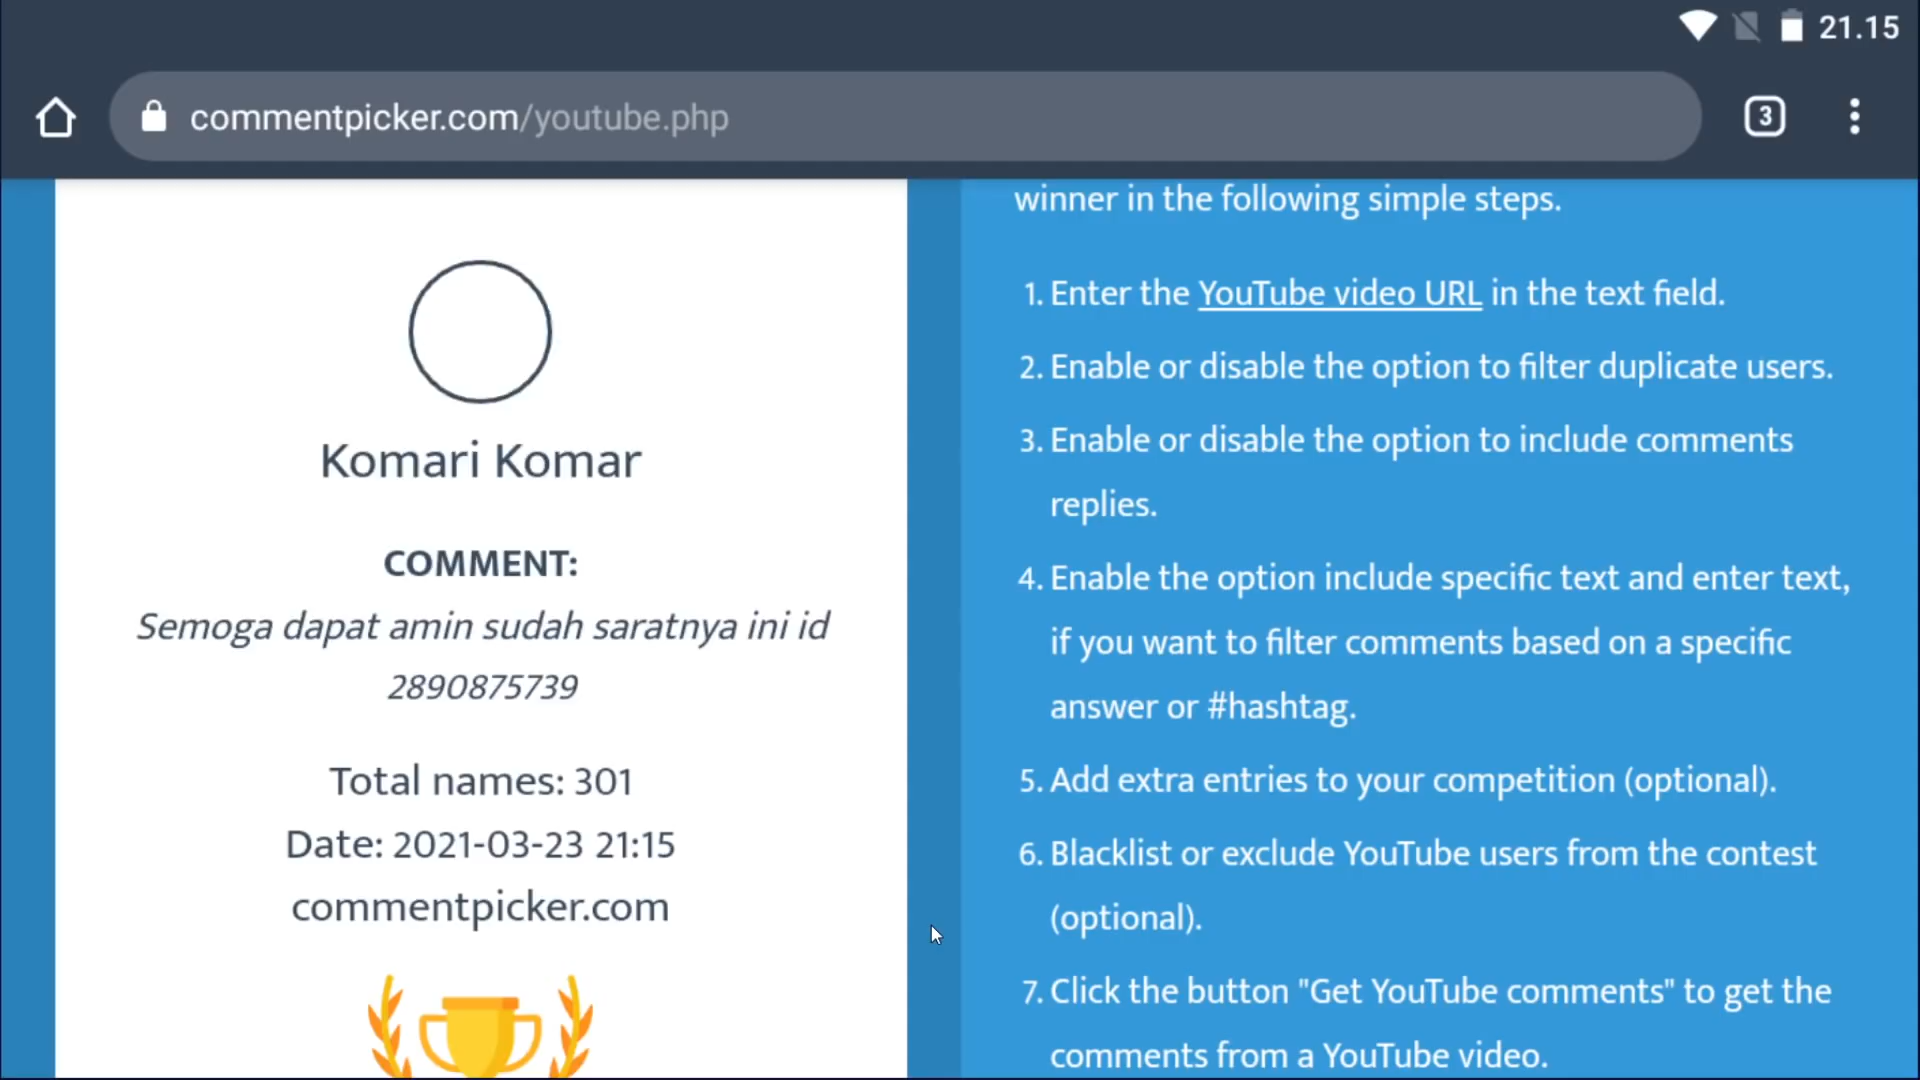 21.15
commentpicker.com/youtube.php
3
Komari Komar
COMMENT:
Semoga dapat amin sudah saratnya ini id
2890875739
Total names: 301
Date: 2021-03-23 21:15
commentpicker.com
winner in the following simple steps.
1. Enter the YouTube video URL in the text field.
2. Enable or disable the option to filter duplicate users.
3. Enable or disable the option to include comments
replies.
4. Enable the option include specific text and enter text,
if you want to filter comments based on a specific
answer or #hashtag.
5. Add extra entries to your competition (optional).
6. Blacklist or exclude YouTube users from the contest
(optional).
7. Click the button "Get YouTube comments" to get the
comments from a YouTube video.